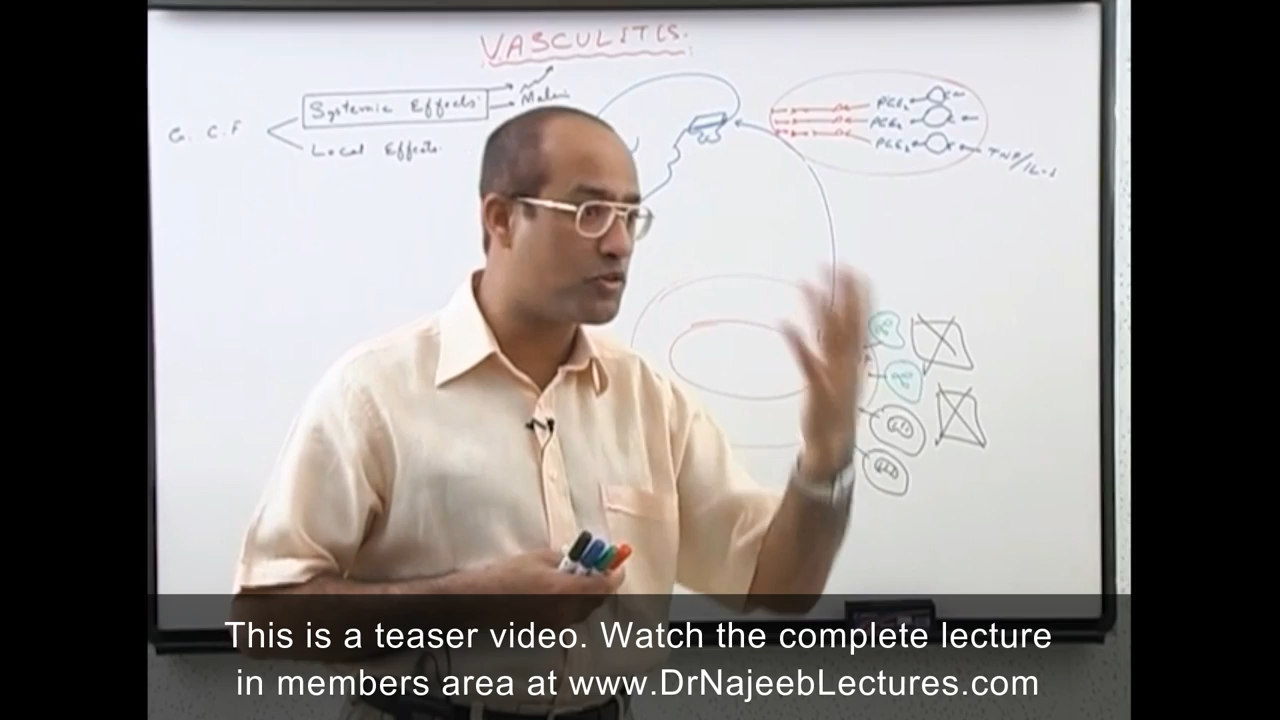 VASCULITIS.
G.C.F
Systemic Effects
Local Effects.
PGE₂
PGE₂
PGE₂
TNF/IL-1
This is a teaser video. Watch the complete lecture
in members area at www.DrNajeebLectures.com